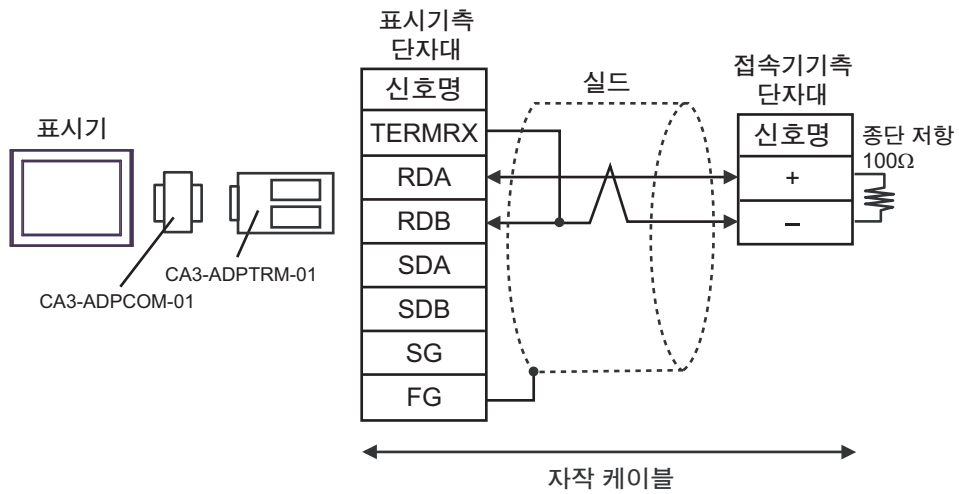 표시기
CA3-ADPCOM-01
CA3-ADPTRM-01
표시기측
단자대
신호명
TERMRX
RDA
RDB
SDA
SDB
SG
FG
실드
접속기기측
단자대
신호명
+
−
종단 저항
100Ω
자작 케이블